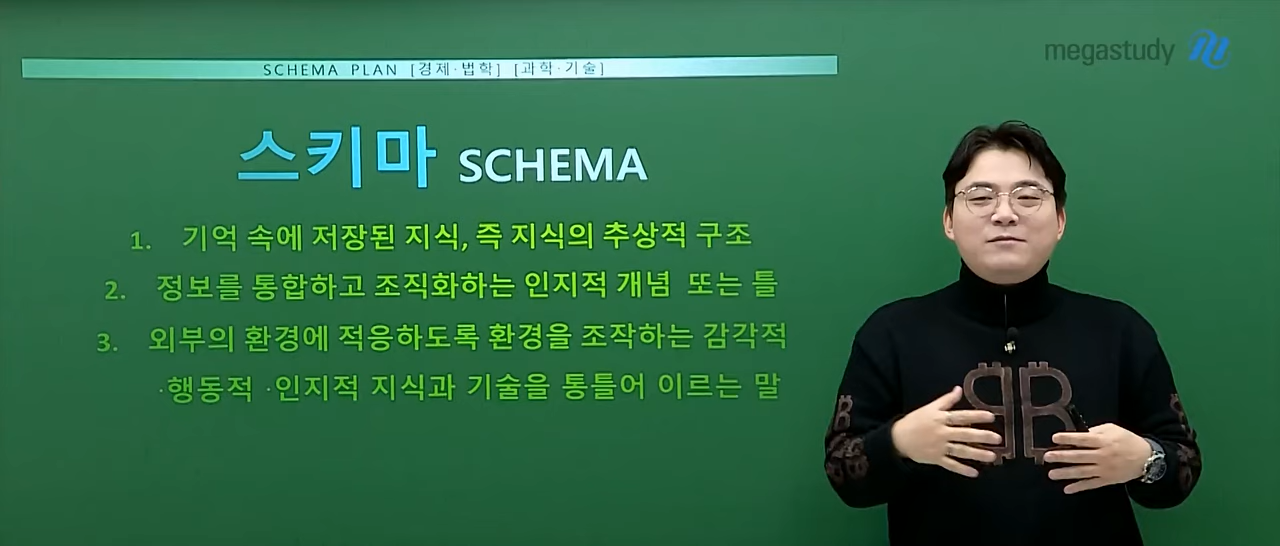 SCHEMA PLAN [경제·법학] [과학·기술]
megastudy
스키마 SCHEMA
1. 기억 속에 저장된 지식, 즉 지식의 추상적 구조
2. 정보를 통합하고 조직화하는 인지적 개념 또는 틀
3. 외부의 환경에 적응하도록 환경을 조작하는 감각적
·행동적 ·인지적 지식과 기술을 통틀어 이르는 말